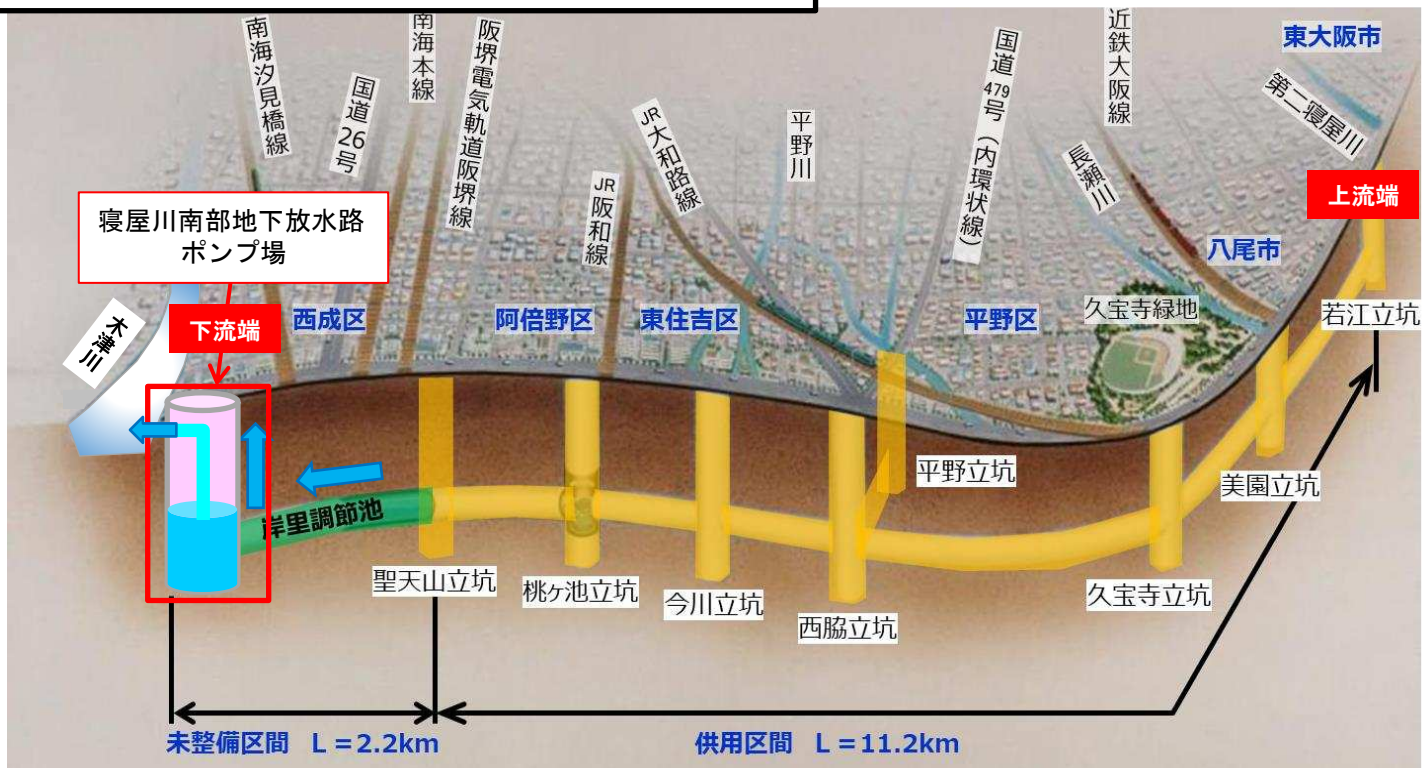 南海汐見橋線
国道26号
南海本線
阪堺電気軌道阪堺線
JR阪和線
JR大和路線
平野川
国道479号（内環状線）
近鉄大阪線
長瀬川
東大阪市
第二寝屋川
上流端
寝屋川南部地下放水路
ポンプ場
木津川
下流端
西成区
阿倍野区
東住吉区
平野区
久宝寺緑地
八尾市
若江立坑
岸里調節池
平野立坑
美園立坑
聖天山立坑
桃ヶ池立坑
今川立坑
西脇立坑
久宝寺立坑
未整備区間 L＝2.2km
供用区間 L＝11.2km